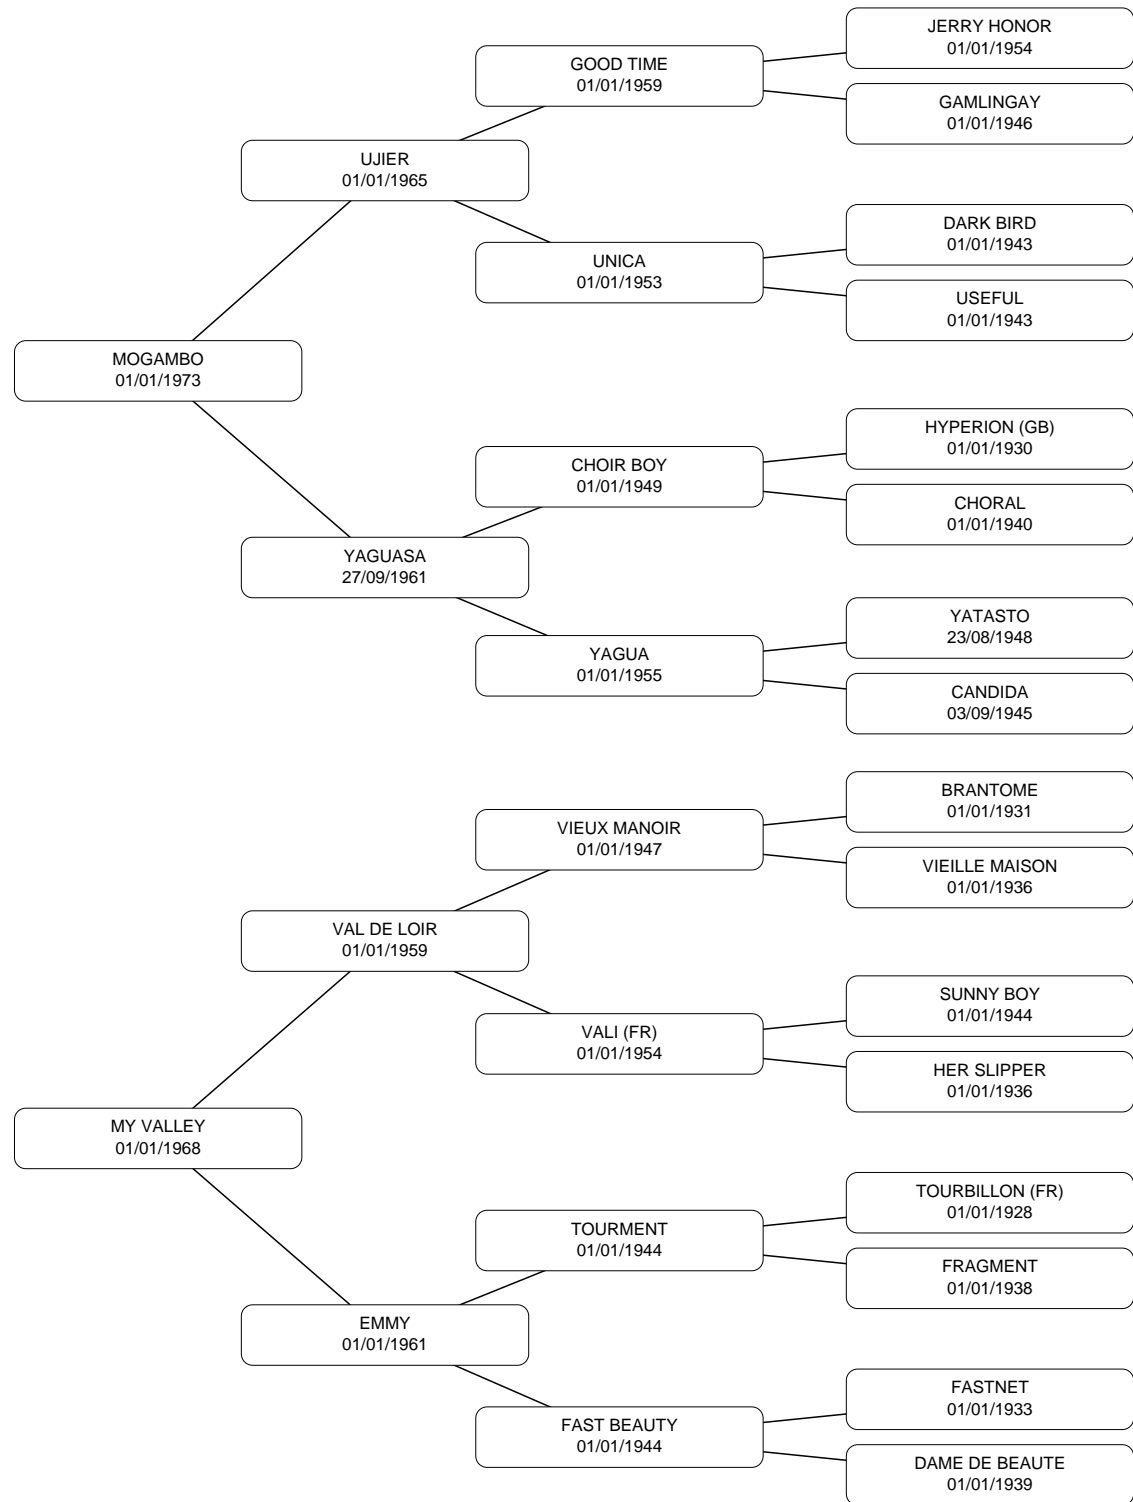 JERRY HONOR
01/01/1954
GOOD TIME
01/01/1959
GAMLINGAY
01/01/1946
UJIER
01/01/1965
DARK BIRD
01/01/1943
UNICA
01/01/1953
USEFUL
01/01/1943
MOGAMBO
01/01/1973
HYPERION (GB)
01/01/1930
CHOIR BOY
01/01/1949
CHORAL
01/01/1940
YAGUASA
27/09/1961
YATASTO
23/08/1948
YAGUA
01/01/1955
CANDIDA
03/09/1945
BRANTOME
01/01/1931
VIEUX MANOIR
01/01/1947
VIEILLE MAISON
01/01/1936
VAL DE LOIR
01/01/1959
SUNNY BOY
01/01/1944
VALI (FR)
01/01/1954
HER SLIPPER
01/01/1936
MY VALLEY
01/01/1968
TOURBILLON (FR)
01/01/1928
TOURMENT
01/01/1944
FRAGMENT
01/01/1938
EMMY
01/01/1961
FASTNET
01/01/1933
FAST BEAUTY
01/01/1944
DAME DE BEAUTE
01/01/1939